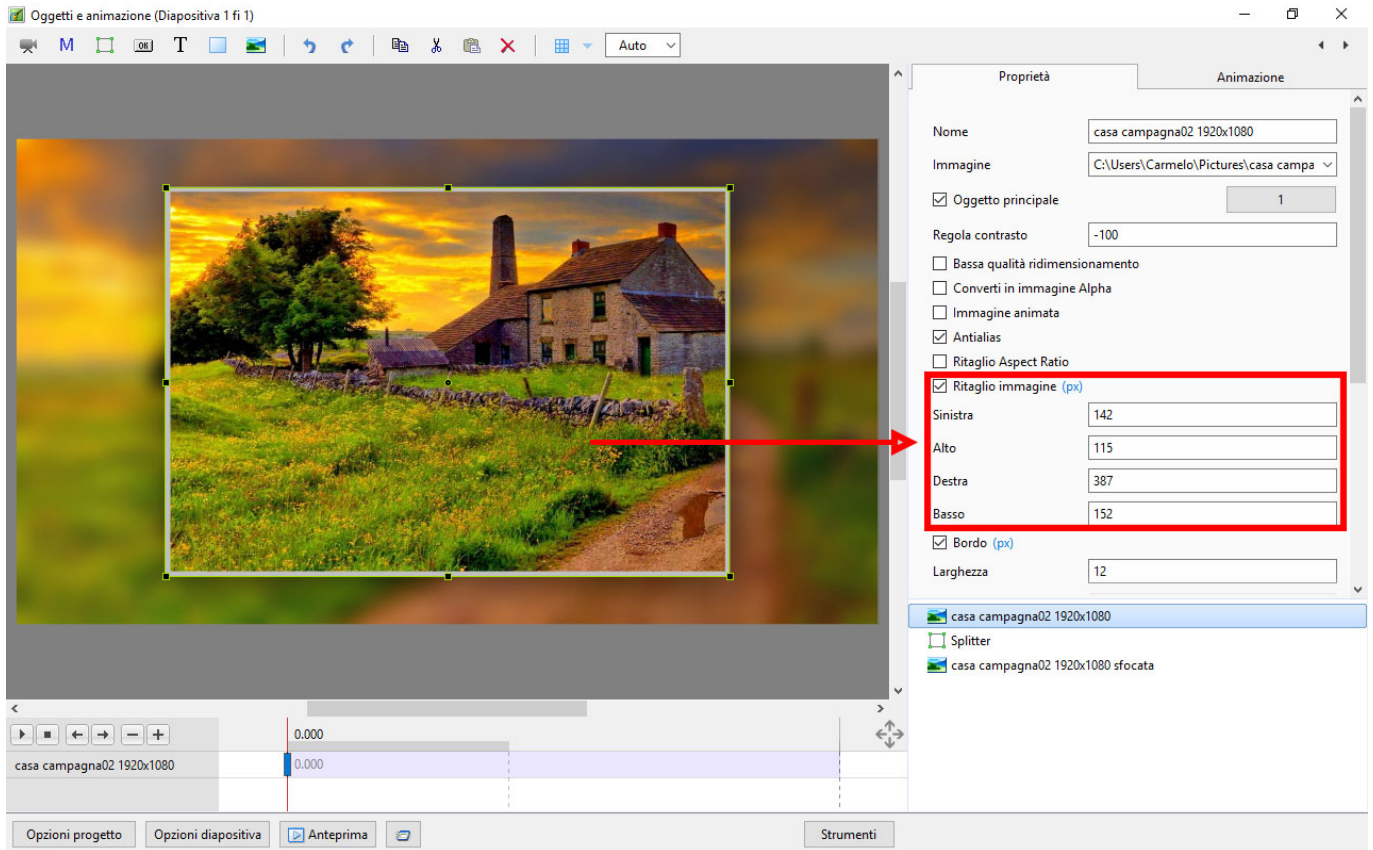 Oggetti e animazione (Diapositiva 1 fi 1)
M OK T Auto
Proprietà Animazione
Nome casa campagna02 1920x1080
Immagine C:\Users\Carmelo\Pictures\casa campa
Oggetto principale 1
Regola contrasto -100
Bassa qualità ridimensionamento
Converti in immagine Alpha
Immagine animata
Antialias
Ritaglio Aspect Ratio
Ritaglio immagine (px)
Sinistra 142
Alto 115
Destra 387
Basso 152
Bordo (px)
Larghezza 12
casa campagna02 1920x1080
Splitter
casa campagna02 1920x1080 sfocata
0.000
casa campagna02 1920x1080 0.000
Opzioni progetto Opzioni diapositiva Anteprima Strumenti